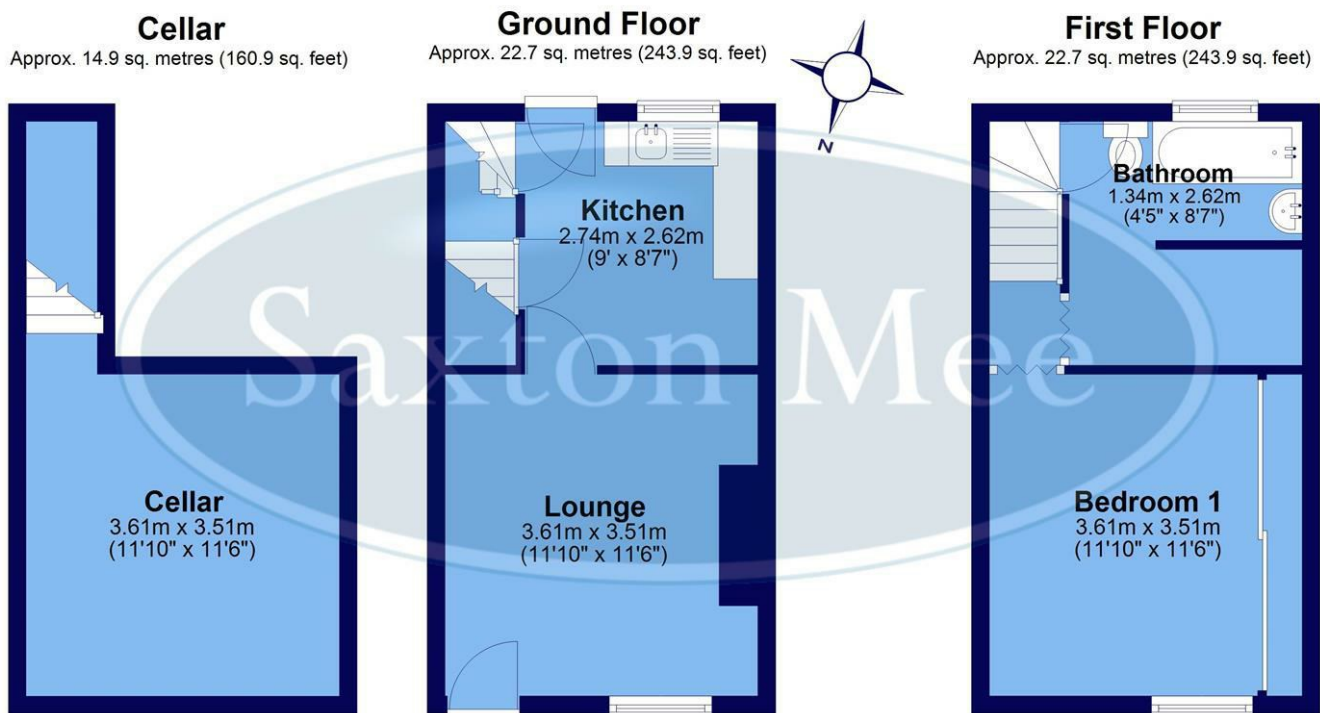 Cellar
Approx. 14.9 sq. metres (160.9 sq. feet)
Ground Floor
Approx. 22.7 sq. metres (243.9 sq. feet)
First Floor
Approx. 22.7 sq. metres (243.9 sq. feet)
N
Kitchen
2.74m x 2.62m
(9' x 8'7")
Bathroom
1.34m x 2.62m
(4'5" x 8'7")
Saxton Mee
Cellar
3.61m x 3.51m
(11'10" x 11'6")
Lounge
3.61m x 3.51m
(11'10" x 11'6")
Bedroom 1
3.61m x 3.51m
(11'10" x 11'6")